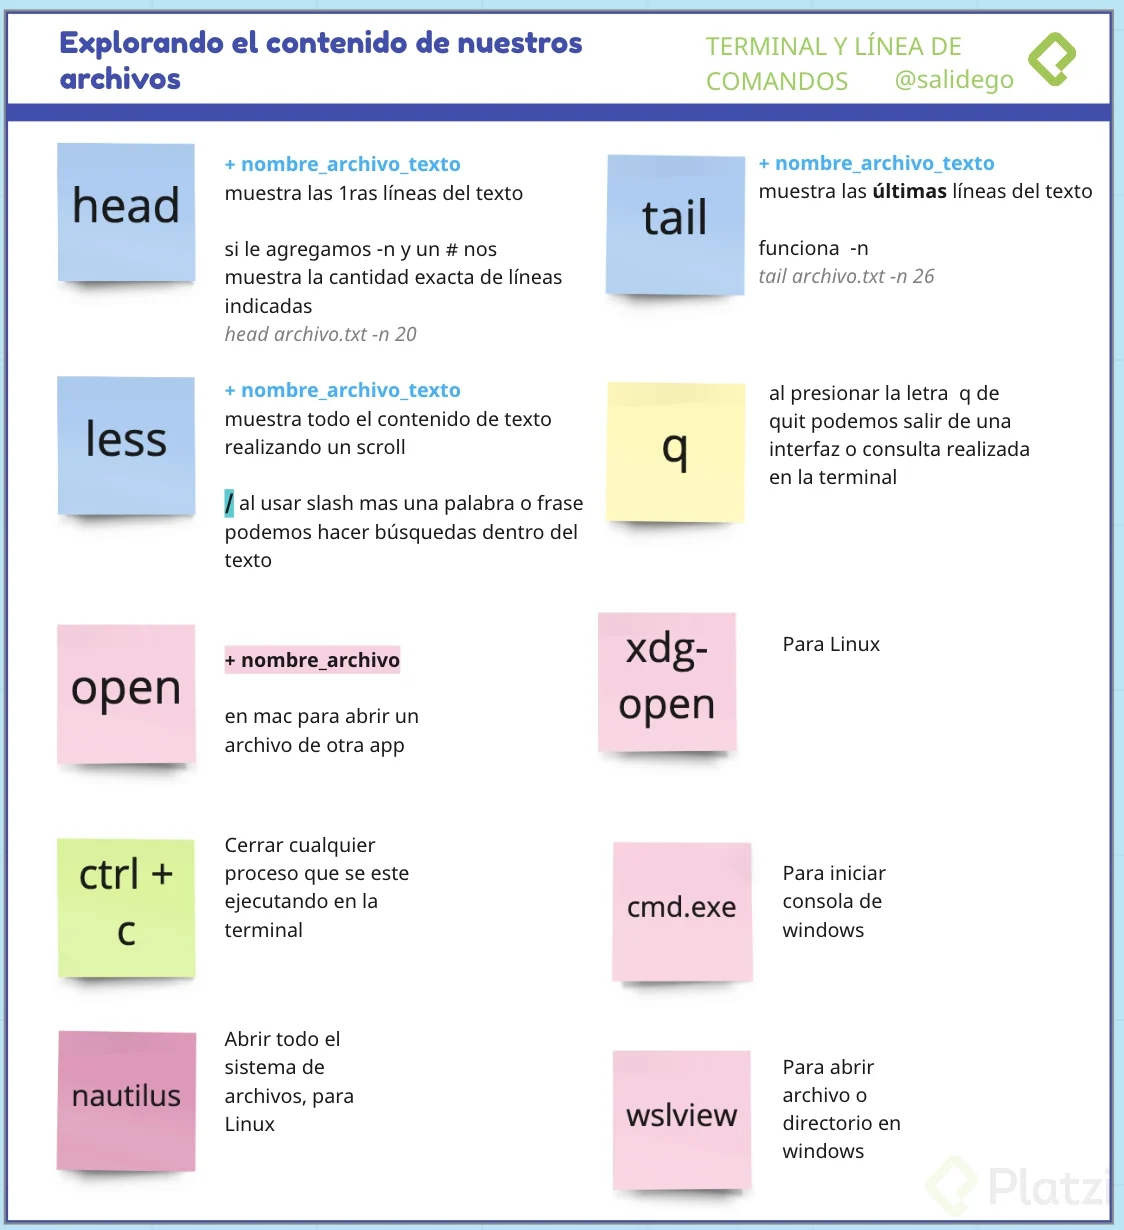 Explorando el contenido de nuestros
archivos
TERMINAL Y LÍNEA DE
COMANDOS @salidego
head
+ nombre_archivo_texto
muestra las 1ras líneas del texto
si le agregamos -n y un # nos
muestra la cantidad exacta de líneas
indicadas
head archivo.txt -n 20
tail
+ nombre_archivo_texto
muestra las últimas líneas del texto
funciona -n
tail archivo.txt -n 26
less
+ nombre_archivo_texto
muestra todo el contenido de texto
realizando un scroll
/ al usar slash mas una palabra o frase
podemos hacer búsquedas dentro del
texto
q
al presionar la letra q de
quit podemos salir de una
interfaz o consulta realizada
en la terminal
open
+ nombre_archivo
en mac para abrir un
archivo de otra app
xdg-
open
Para Linux
ctrl +
c
Cerrar cualquier
proceso que se este
ejecutando en la
terminal
cmd.exe
Para iniciar
consola de
windows
nautilus
Abrir todo el
sistema de
archivos, para
Linux
wslview
Para abrir
archivo o
directorio en
windows
Platzi